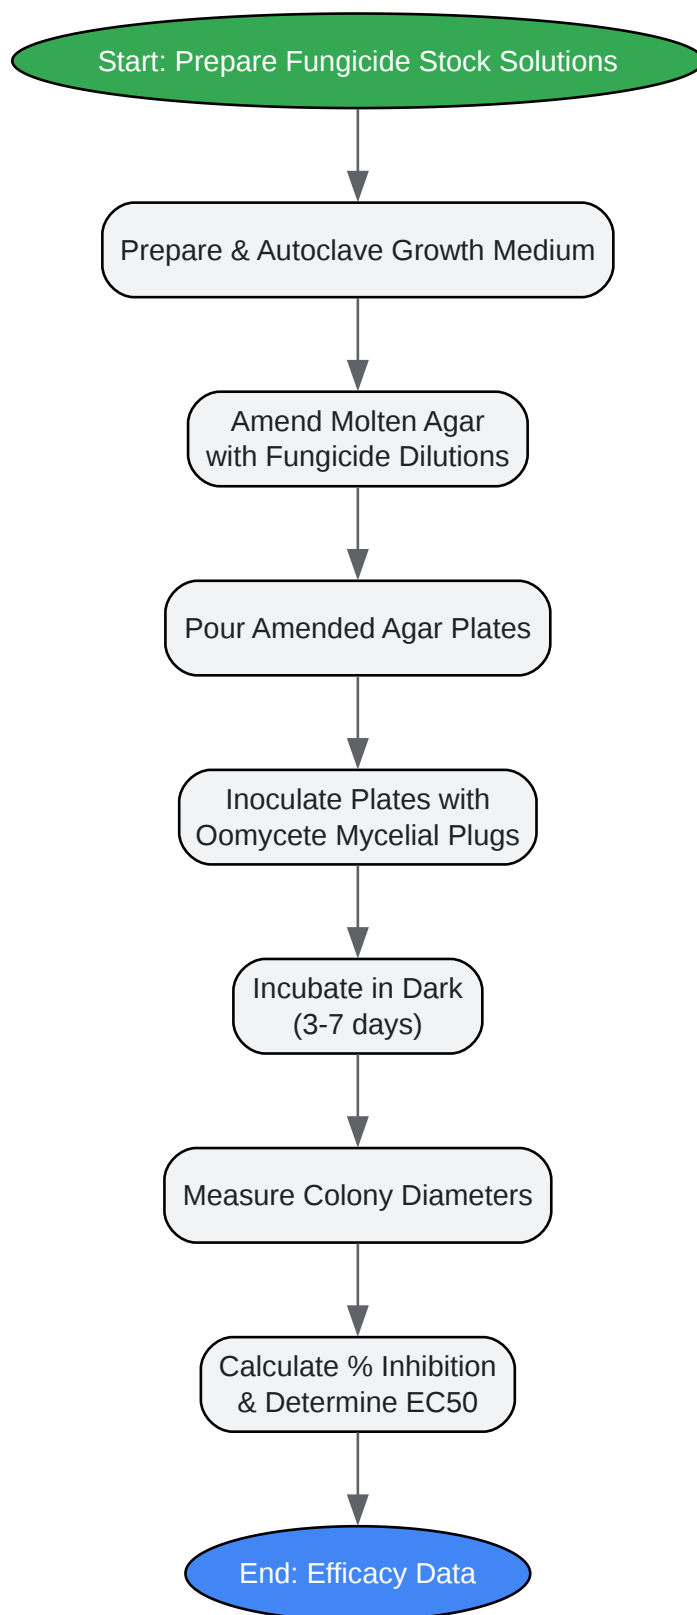 Start: Prepare Fungicide Stock Solutions
Prepare & Autoclave Growth Medium
Amend Molten Agar
with Fungicide Dilutions
Pour Amended Agar Plates
Inoculate Plates with
Oomycete Mycelial Plugs
Incubate in Dark
(3-7 days)
Measure Colony Diameters
Calculate % Inhibition
& Determine EC50
End: Efficacy Data